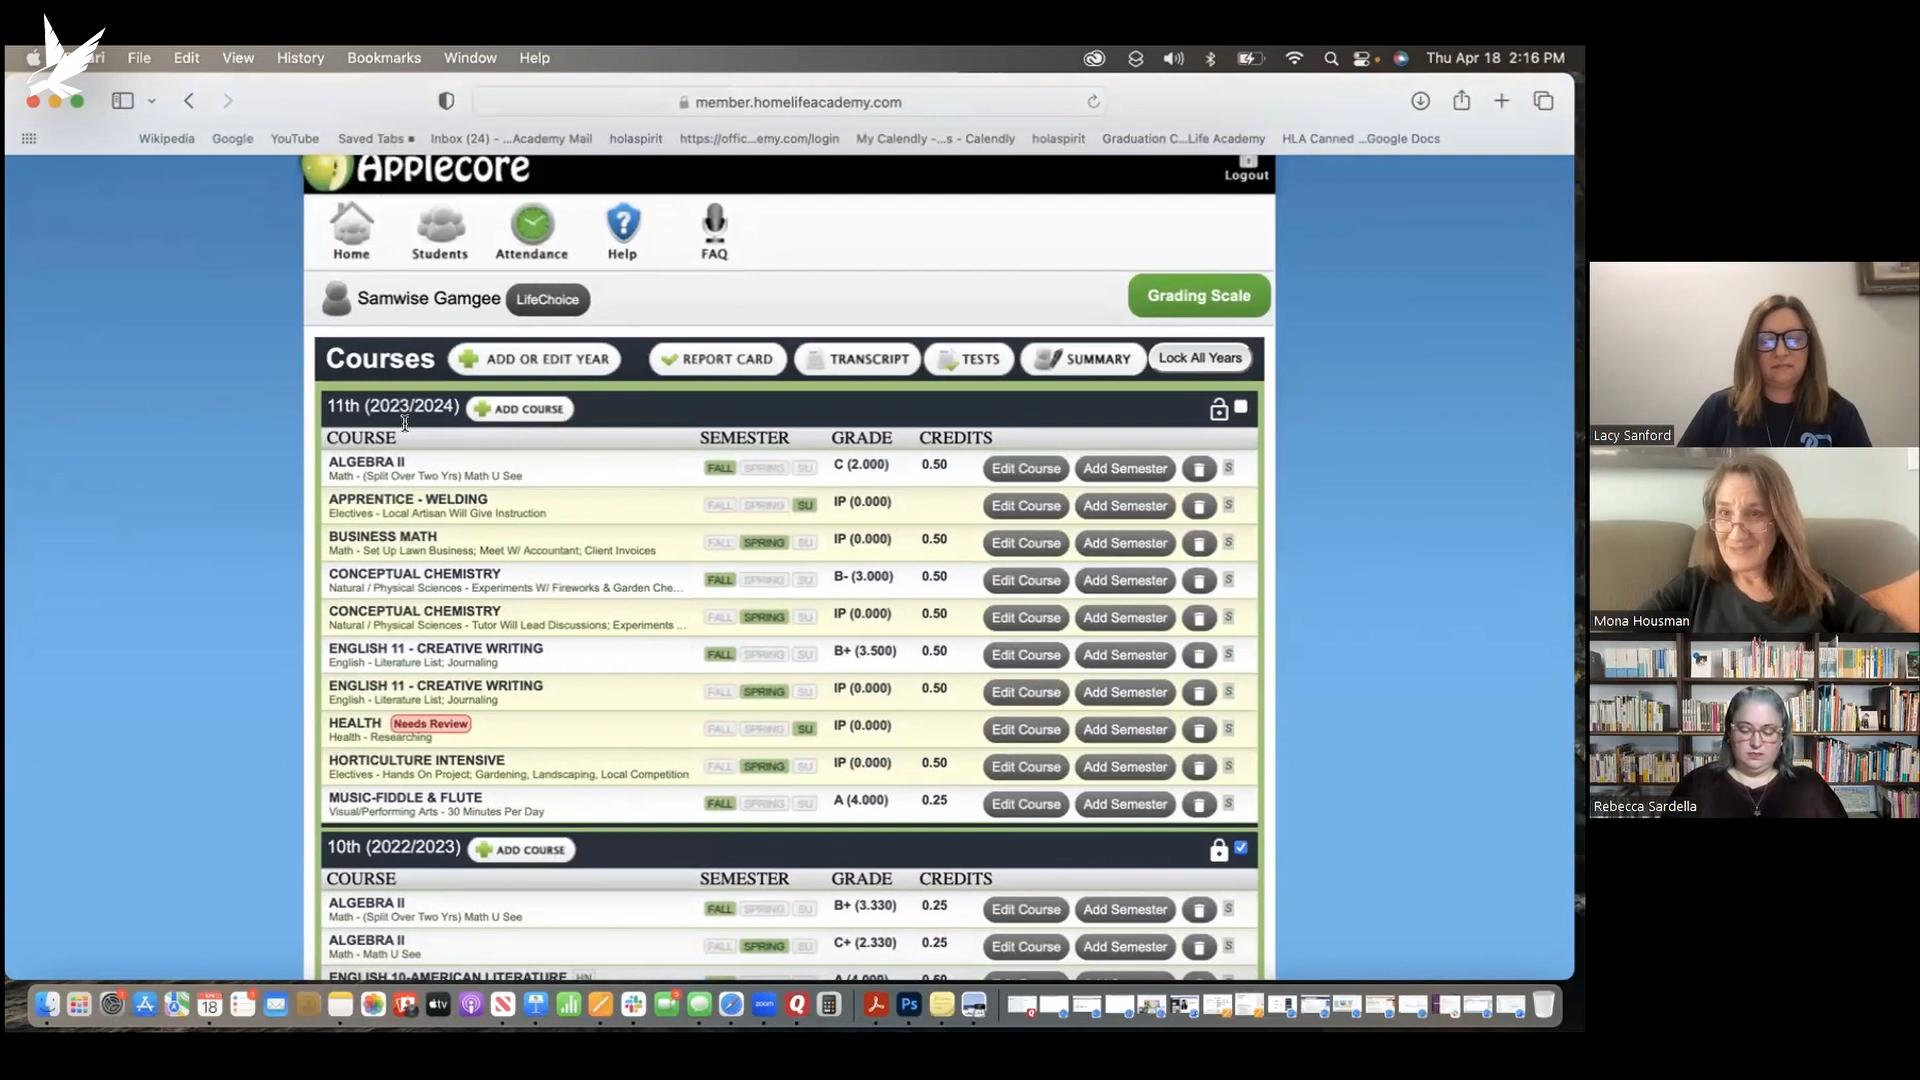 File Edit View History Bookmarks Window Help Thu Apr 18 2:16 PM
member.homelifeacademy.com
Wikipedia Google YouTube Saved Tabs Inbox (24) - ...Academy Mail holaspirit https://offic...emy.com/login My Calendly -...s - Calendly holaspirit Graduation C...Life Academy HLA Canned ...Google Docs
Applecore
Logout
Home Students Attendance Help FAQ
Samwise Gamgee LifeChoice Grading Scale
Courses ADD OR EDIT YEAR REPORT CARD TRANSCRIPT TESTS SUMMARY Lock All Years
11th (2023/2024) ADD COURSE
COURSE SEMESTER GRADE CREDITS
ALGEBRA II FALL SPRING SU C (2.000) 0.50 Edit Course Add Semester S
Math - (Split Over Two Yrs) Math U See
APPRENTICE - WELDING FALL SPRING SU IP (0.000) Edit Course Add Semester S
Electives - Local Artisan Will Give Instruction
BUSINESS MATH FALL SPRING SU IP (0.000) 0.50 Edit Course Add Semester S
Math - Set Up Lawn Business; Meet W/ Accountant; Client Invoices
CONCEPTUAL CHEMISTRY FALL SPRING SU B- (3.000) 0.50 Edit Course Add Semester S
Natural / Physical Sciences - Experiments W/ Fireworks & Garden Che...
CONCEPTUAL CHEMISTRY FALL SPRING SU IP (0.000) 0.50 Edit Course Add Semester S
Natural / Physical Sciences - Tutor Will Lead Discussions; Experiments ...
ENGLISH 11 - CREATIVE WRITING FALL SPRING SU B+ (3.500) 0.50 Edit Course Add Semester S
English - Literature List; Journaling
ENGLISH 11 - CREATIVE WRITING FALL SPRING SU IP (0.000) 0.50 Edit Course Add Semester S
English - Literature List; Journaling
HEALTH Needs Review FALL SPRING SU IP (0.000) Edit Course Add Semester S
Health - Researching
HORTICULTURE INTENSIVE FALL SPRING SU IP (0.000) 0.50 Edit Course Add Semester S
Electives - Hands On Project; Gardening, Landscaping, Local Competition
MUSIC-FIDDLE & FLUTE FALL SPRING SU A (4.000) 0.25 Edit Course Add Semester S
Visual/Performing Arts - 30 Minutes Per Day
10th (2022/2023) ADD COURSE
COURSE SEMESTER GRADE CREDITS
ALGEBRA II FALL SPRING SU B+ (3.330) 0.25 Edit Course Add Semester S
Math - (Split Over Two Yrs) Math U See
ALGEBRA II FALL SPRING SU C+ (2.330) 0.25 Edit Course Add Semester S
Math - Math U See
ENGLISH 10-AMERICAN LITERATURE HN A (4.000) 0.50
Lacy Sanford
Mona Housman
Rebecca Sardella
18 tv zoom Q Ps